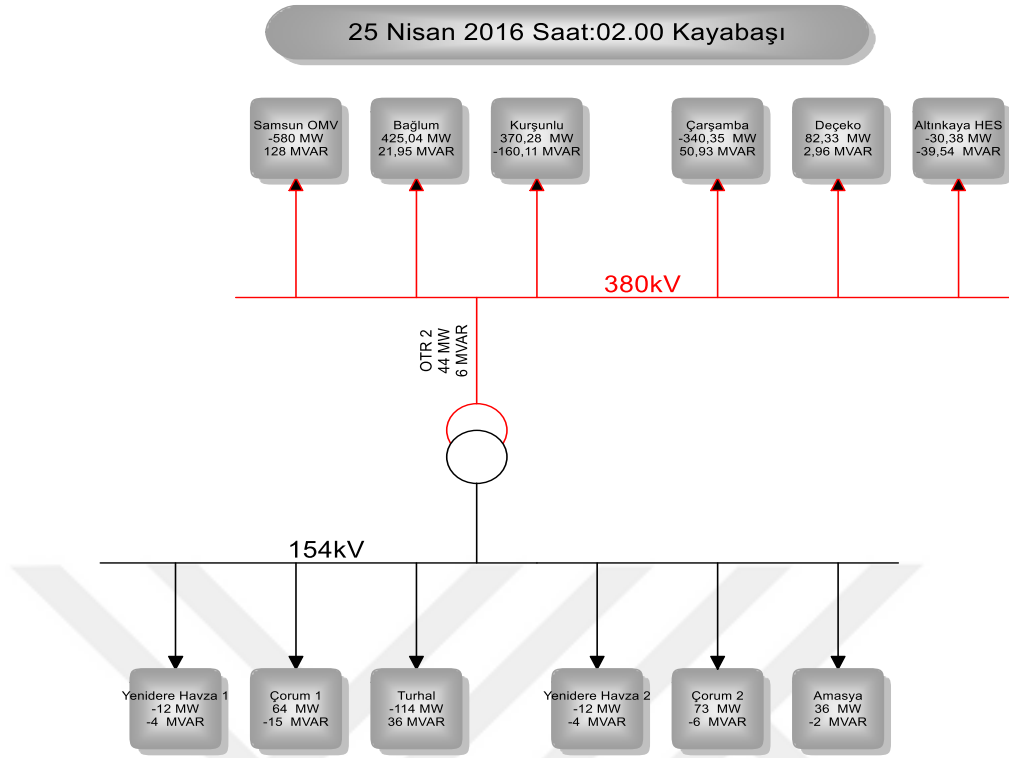 25 Nisan 2016 Saat:02.00 Kayabaşı
Samsun OMV
-580 MW
128 MVAR
Bağlum
425,04 MW
21,95 MVAR
Kurşunlu
370,28 MW
-160,11 MVAR
Çarşamba
-340,35 MW
50,93 MVAR
Deçeko
82,33 MW
2,96 MVAR
Altınkaya HES
-30,38 MW
-39,54 MVAR
380kV
OTR 2
44 MW
6 MVAR
154kV
Yenidere Havza 1
-12 MW
-4 MVAR
Çorum 1
64 MW
-15 MVAR
Turhal
-114 MW
36 MVAR
Yenidere Havza 2
-12 MW
-4 MVAR
Çorum 2
73 MW
-6 MVAR
Amasya
36 MW
-2 MVAR